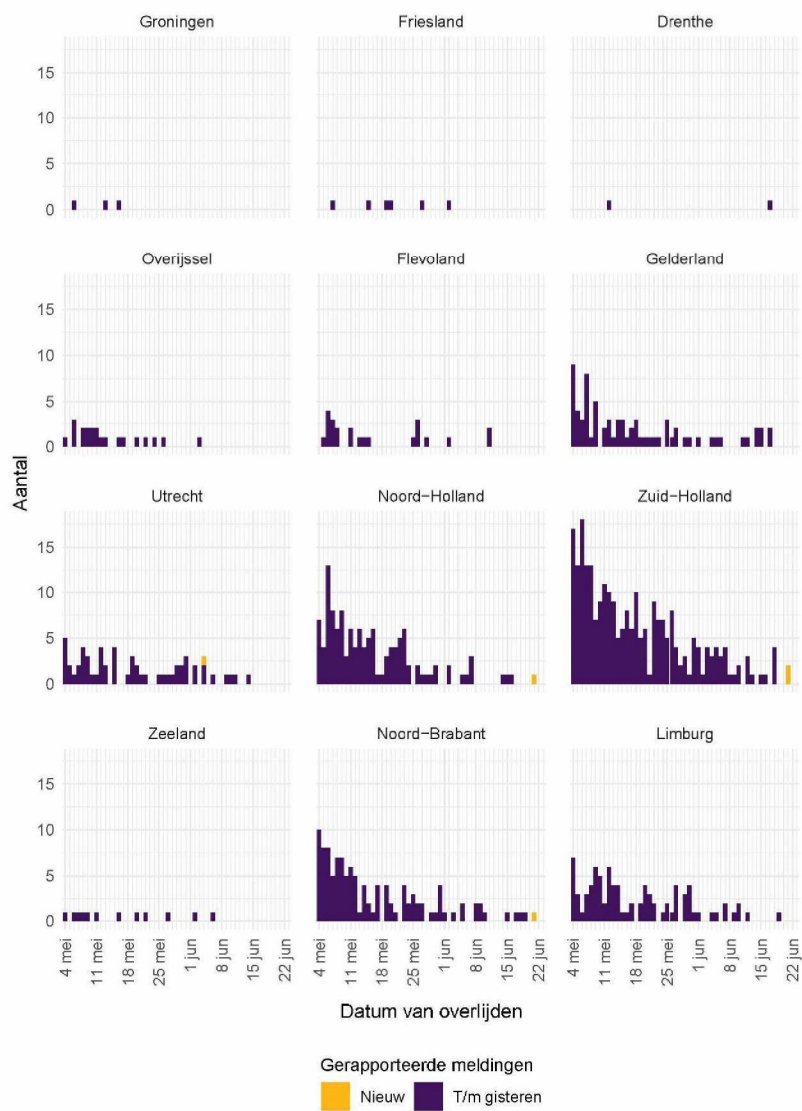 Groningen Friesland Drenthe
15
10
5
0
Overijssel Flevoland Gelderland
15
10
5
0
Aantal
Utrecht Noord-Holland Zuid-Holland
15
10
5
0
Zeeland Noord-Brabant Limburg
15
10
5
0
4 mei 11 mei 18 mei 25 mei 1 jun 8 jun 15 jun 22 jun 4 mei 11 mei 18 mei 25 mei 1 jun 8 jun 15 jun 22 jun 4 mei 11 mei 18 mei 25 mei 1 jun 8 jun 15 jun 22 jun
Datum van overlijden
Gerapporteerde meldingen
Nieuw T/m gisteren